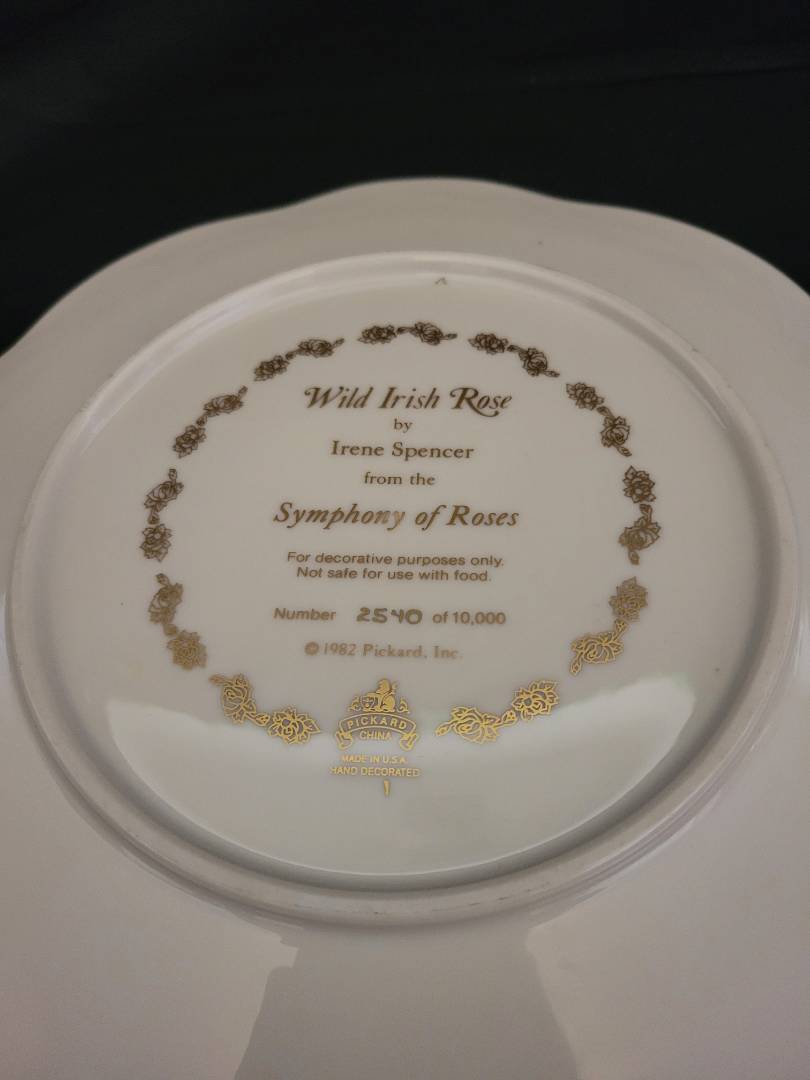 Wild Irish Rose
by
Irene Spencer
from the
Symphony of Roses
For decorative purposes only.
Not safe for use with food.
Number 2540 of 10,000
© 1982 Pickard, Inc.
PICKARD
CHINA
MADE IN U.S.A.
HAND DECORATED